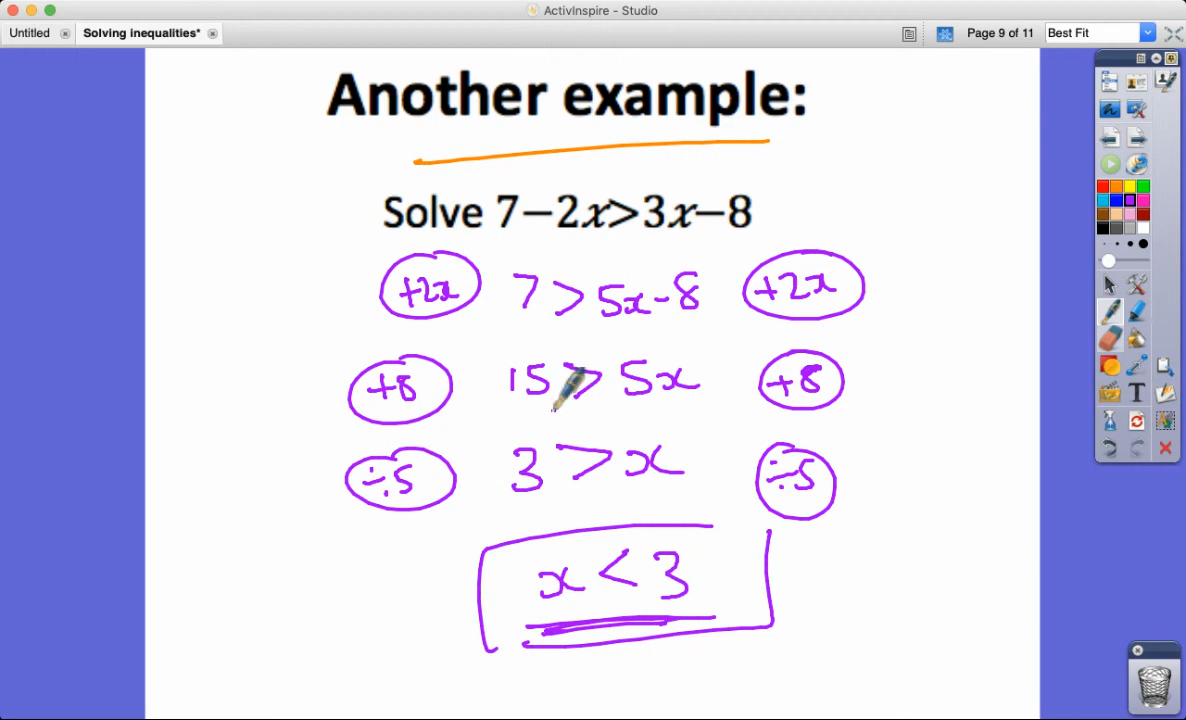 ActivInspire - Studio
Untitled Solving inequalities* Page 9 of 11 Best Fit
Another example:
Solve 7−2x>3x−8
+2x 7 > 5x-8 +2x
+8 15 > 5x +8
÷5 3 > x ÷5
x < 3